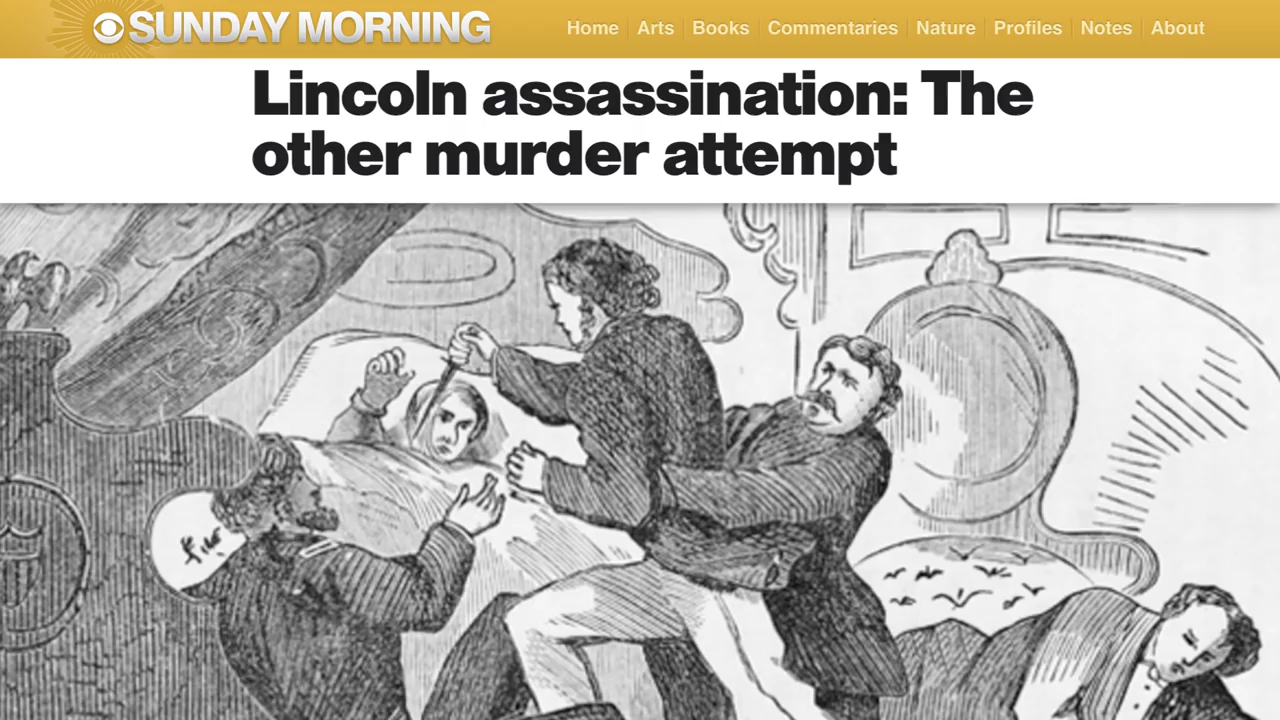 SUNDAY MORNING
Home Arts Books Commentaries Nature Profiles Notes About
Lincoln assassination: The
other murder attempt